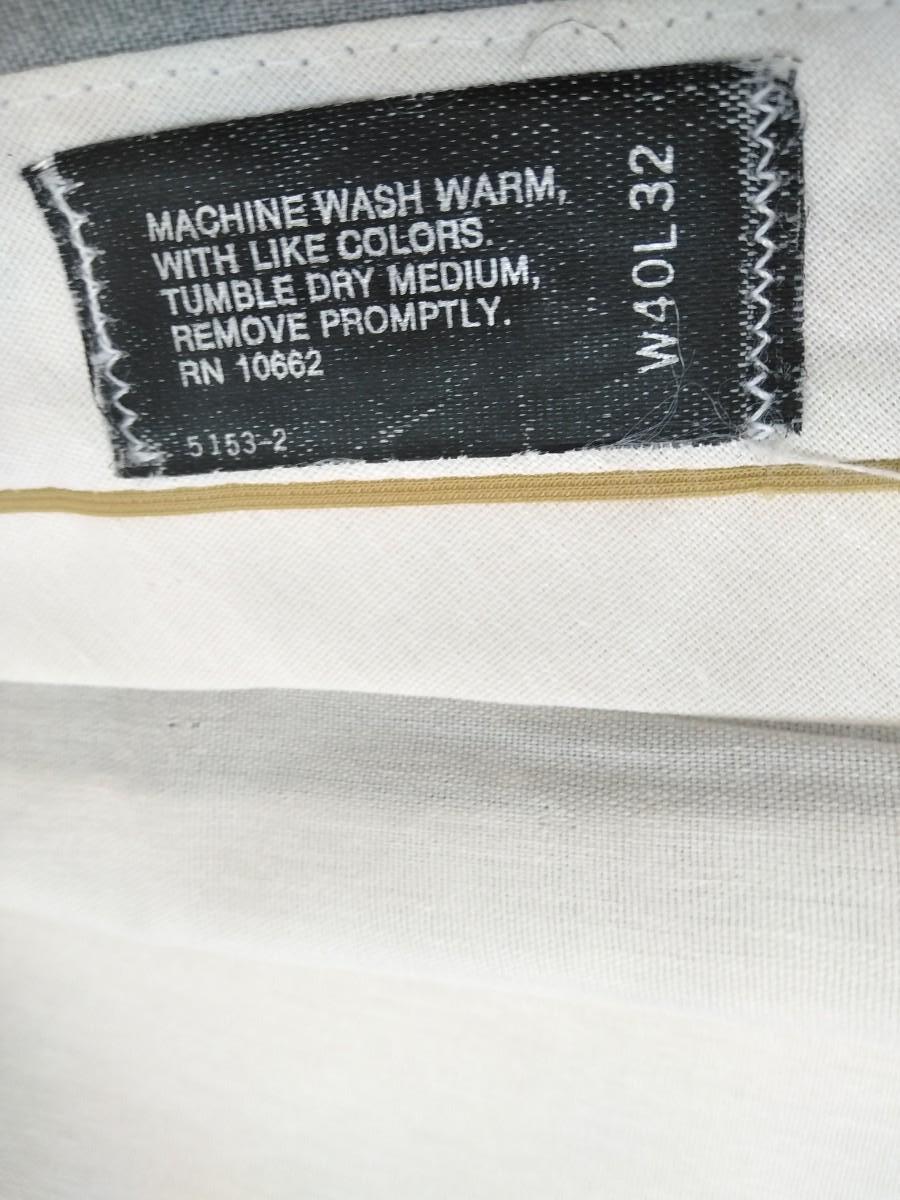 MACHINE WASH WARM,
WITH LIKE COLORS.
TUMBLE DRY MEDIUM,
REMOVE PROMPTLY.
RN 10662
5153-2
W40L32